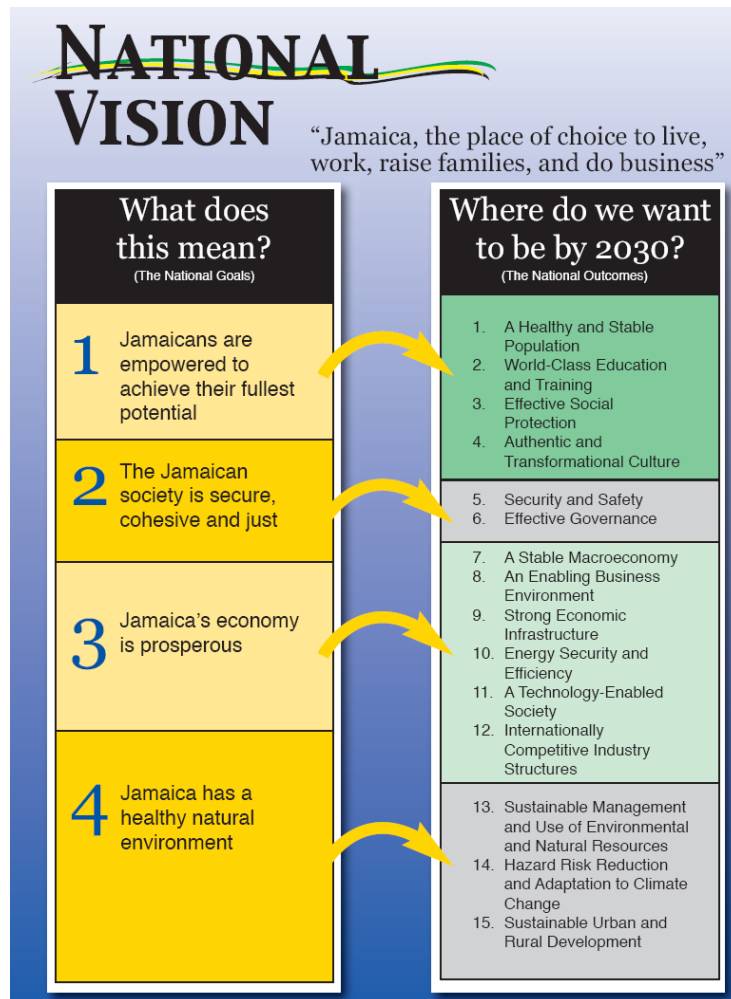 NATIONAL
VISION
“Jamaica, the place of choice to live,
work, raise families, and do business”
What does
this mean?
(The National Goals)
1
Jamaicans are
empowered to
achieve their fullest
potential
2
The Jamaican
society is secure,
cohesive and just
3
Jamaica’s economy
is prosperous
4
Jamaica has a
healthy natural
environment
Where do we want
to be by 2030?
(The National Outcomes)
1. A Healthy and Stable
Population
2. World-Class Education
and Training
3. Effective Social
Protection
4. Authentic and
Transformational Culture
5. Security and Safety
6. Effective Governance
7. A Stable Macroeconomy
8. An Enabling Business
Environment
9. Strong Economic
Infrastructure
10. Energy Security and
Efficiency
11. A Technology-Enabled
Society
12. Internationally
Competitive Industry
Structures
13. Sustainable Management
and Use of Environmental
and Natural Resources
14. Hazard Risk Reduction
and Adaptation to Climate
Change
15. Sustainable Urban and
Rural Development